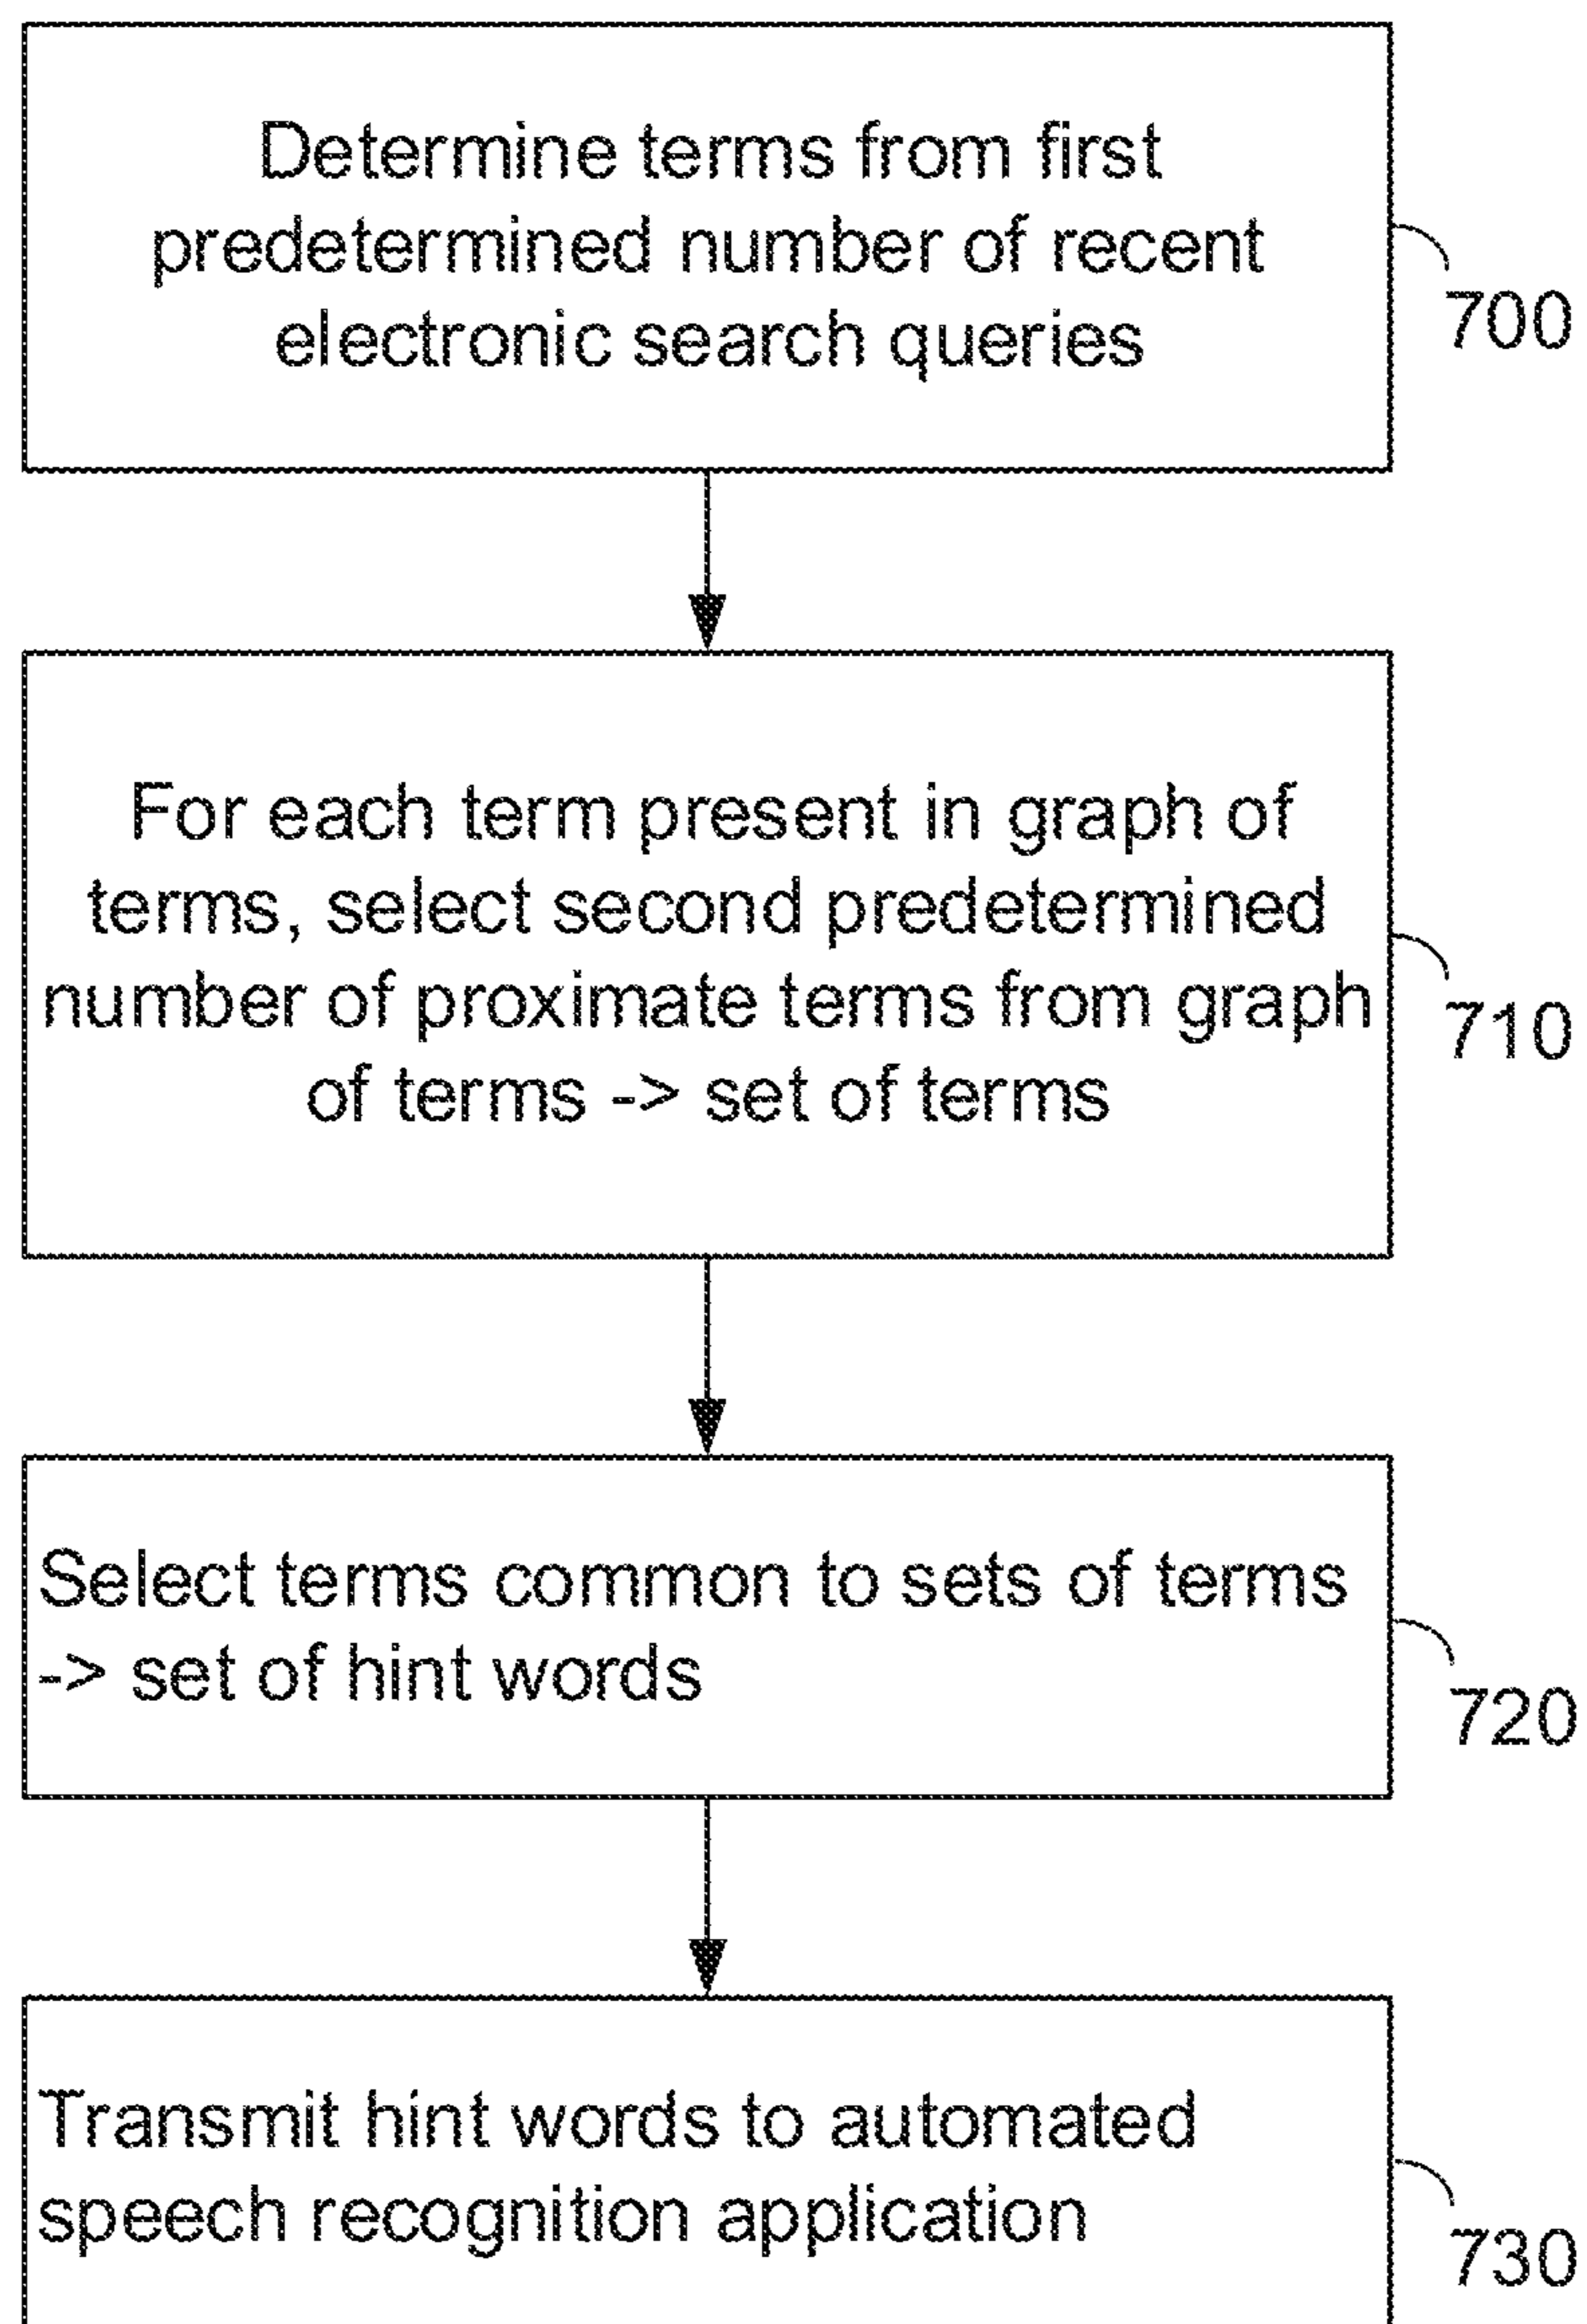 Determine terms from first
predetermined number of recent
electronic search queries
700
For each term present in graph of
terms, select second predetermined
number of proximate terms from graph
of terms -> set of terms
710
Select terms common to sets of terms
-> set of hint words
720
Transmit hint words to automated
speech recognition application
730